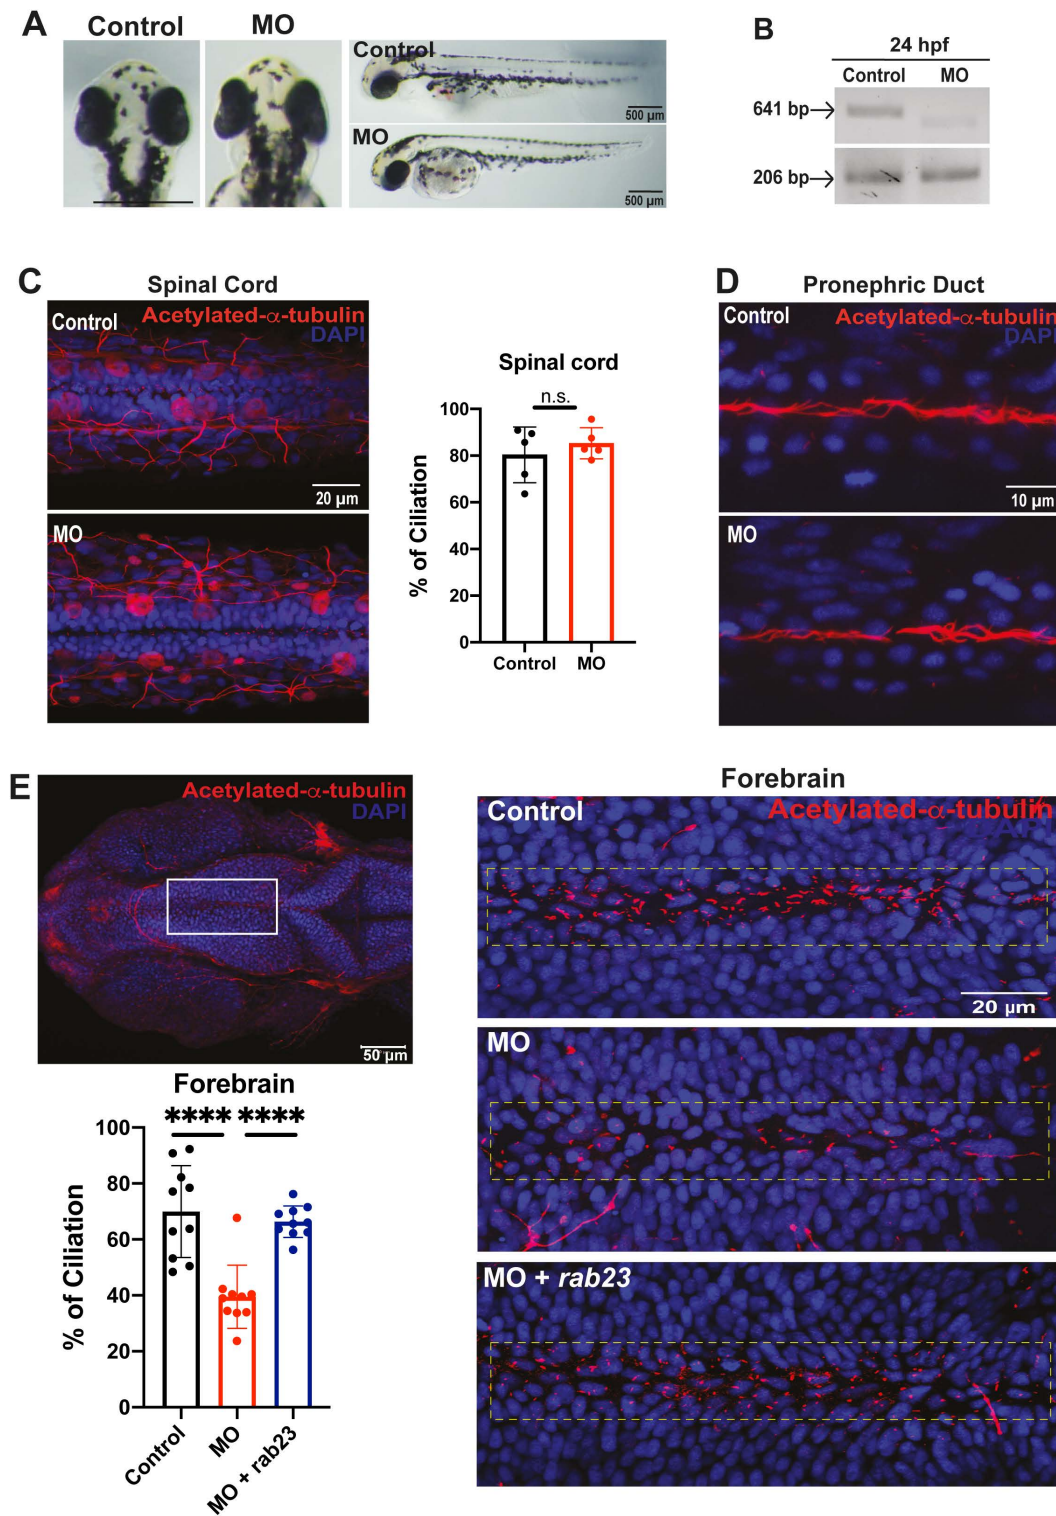 A
Control
MO
Control
500 µm
MO
500 µm
B
24 hpf
Control MO
641 bp
206 bp
C
Spinal Cord
Control
Acetylated-α-tubulin
DAPI
20 µm
MO
Spinal cord
n.s.
100
80
60
40
20
0
% of Ciliation
Control MO
D
Pronephric Duct
Control
Acetylated-α-tubulin
DAPI
10 µm
MO
E
Acetylated-α-tubulin
DAPI
50 µm
Forebrain
**** ****
100
80
60
40
20
0
% of Ciliation
Control
MO
MO + rab23
Forebrain
Control
Acetylated-α-tubulin
20 µm
MO
MO + rab23